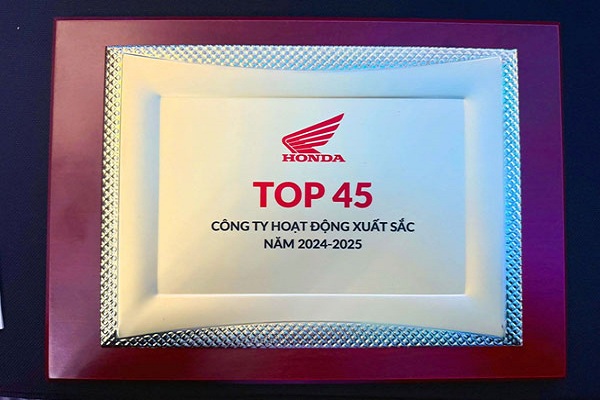 HONDA
TOP 45
CÔNG TY HOẠT ĐỘNG XUẤT SẮC
NĂM 2024-2025